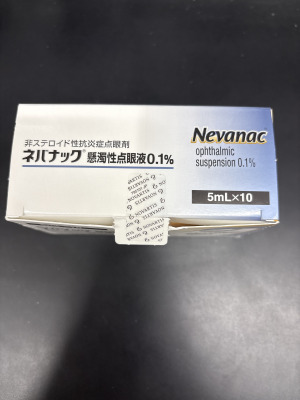 非ステロイド性抗炎症点眼剤
ネバナック® 懸濁性点眼液0.1%
Nevanac
ophthalmic
suspension 0.1%
5mL×10
NOVARTIS